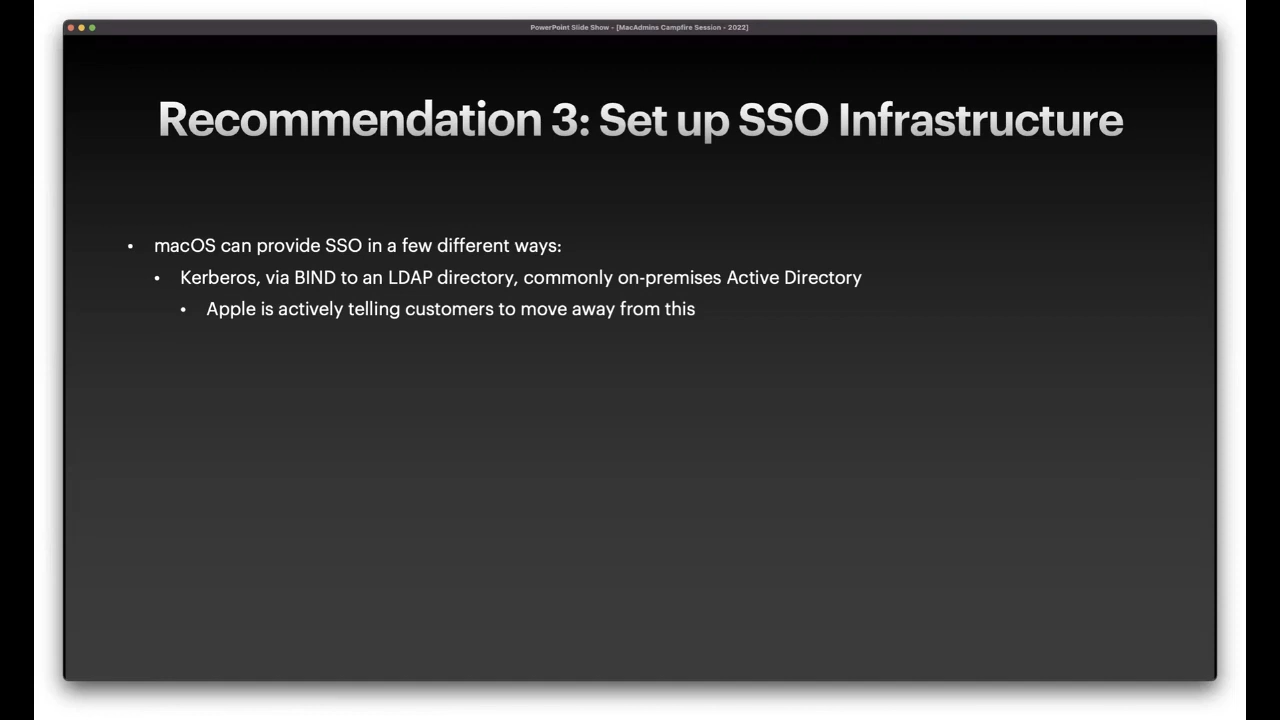 PowerPoint Slide Show - [MacAdmins Campfire Session - 2022]
Recommendation 3: Set up SSO Infrastructure
• macOS can provide SSO in a few different ways:
• Kerberos, via BIND to an LDAP directory, commonly on-premises Active Directory
• Apple is actively telling customers to move away from this